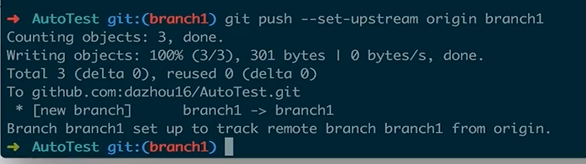 ➜ AutoTest git:(branch1) git push --set-upstream origin branch1
Counting objects: 3, done.
Writing objects: 100% (3/3), 301 bytes | 0 bytes/s, done.
Total 3 (delta 0), reused 0 (delta 0)
To github.com:dazhou16/AutoTest.git
 * [new branch]      branch1 -> branch1
Branch branch1 set up to track remote branch branch1 from origin.
➜ AutoTest git:(branch1)